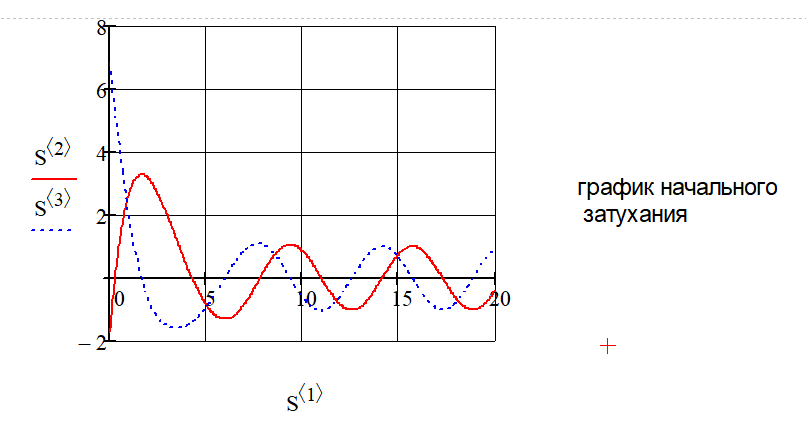 8
6
4
2
−2
0
5
10
15
20
S⟨2⟩
S⟨3⟩
S⟨1⟩
график начального
затухания